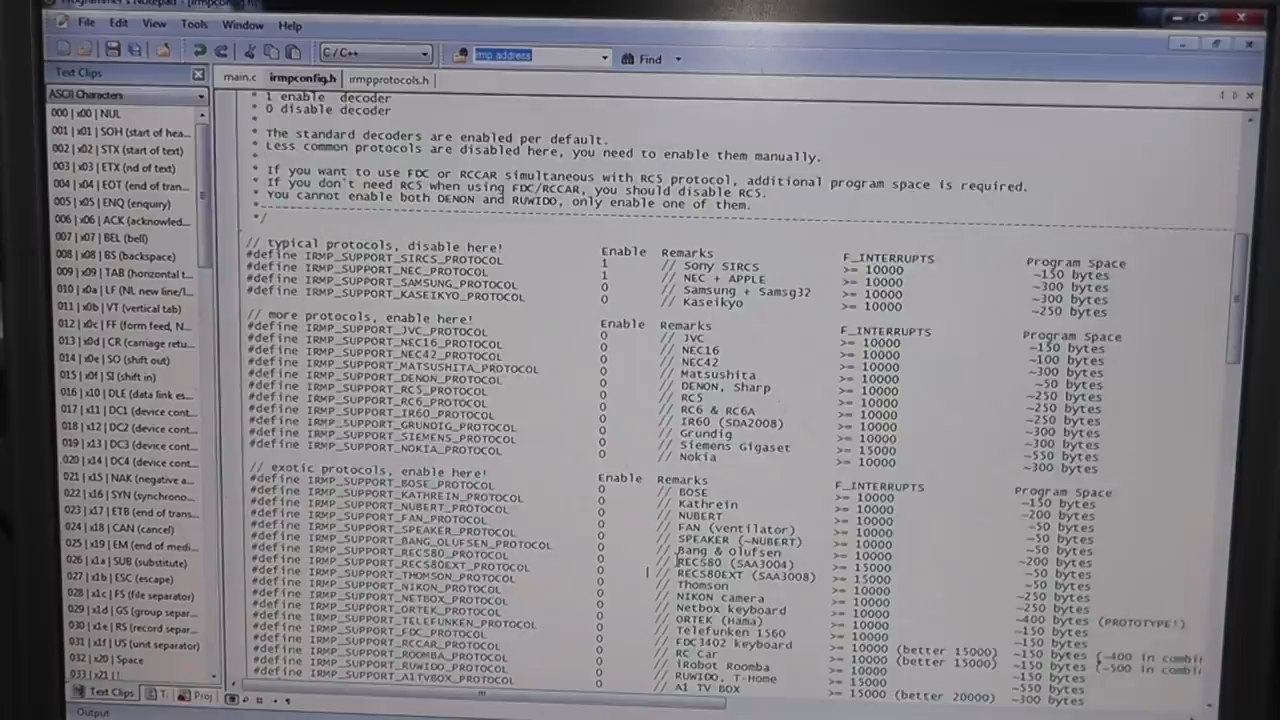 Programmer's Notepad - [irmpconfig.h]
File Edit View Tools Window Help
C / C++
irmp address
Find
Text Clips
main.c irmpconfig.h irmpprotocols.h
ASCII Characters
000 | x00 | NUL
001 | x01 | SOH (start of hea...
002 | x02 | STX (start of text)
003 | x03 | ETX (nd of text)
004 | x04 | EOT (end of tran...
005 | x05 | ENQ (enquiry)
006 | x06 | ACK (acknowled...
007 | x07 | BEL (bell)
008 | x08 | BS (backspace)
009 | x09 | TAB (horizontal t...
010 | x0a | LF (NL new line/l...
011 | x0b | VT (vertical tab)
012 | x0c | FF (form feed, N...
013 | x0d | CR (carriage retu...
014 | x0e | SO (shift out)
015 | x0f | SI (shift in)
016 | x10 | DLE (data link es...
017 | x11 | DC1 (device cont...
018 | x12 | DC2 (device cont...
019 | x13 | DC3 (device cont...
020 | x14 | DC4 (device cont...
021 | x15 | NAK (negative a...
022 | x16 | SYN (synchrono...
023 | x17 | ETB (end of trans...
024 | x18 | CAN (cancel)
025 | x19 | EM (end of medi...
026 | x1a | SUB (substitute)
027 | x1b | ESC (escape)
028 | x1c | FS (file separator)
029 | x1d | GS (group separ...
030 | x1e | RS (record separ...
031 | x1f | US (unit separator)
032 | x20 | Space
033 | x21 | !
Text Clips Proj
Output
* 1 enable decoder
* 0 disable decoder
*
* The standard decoders are enabled per default.
* Less common protocols are disabled here, you need to enable them manually.
*
* If you want to use FDC or RCCAR simultaneous with RC5 protocol, additional program space is required.
* If you don't need RC5 when using FDC/RCCAR, you should disable RC5.
* You cannot enable both DENON and RUWIDO, only enable one of them.
*/
// typical protocols, disable here! Enable Remarks F_INTERRUPTS Program Space
#define IRMP_SUPPORT_SIRCS_PROTOCOL 1 // Sony SIRCS >= 10000 ~150 bytes
#define IRMP_SUPPORT_NEC_PROTOCOL 1 // NEC + APPLE >= 10000 ~300 bytes
#define IRMP_SUPPORT_SAMSUNG_PROTOCOL 0 // Samsung + Samsg32 >= 10000 ~300 bytes
#define IRMP_SUPPORT_KASEIKYO_PROTOCOL 0 // Kaseikyo >= 10000 ~250 bytes
// more protocols, enable here! Enable Remarks F_INTERRUPTS Program Space
#define IRMP_SUPPORT_JVC_PROTOCOL 0 // JVC >= 10000 ~150 bytes
#define IRMP_SUPPORT_NEC16_PROTOCOL 0 // NEC16 >= 10000 ~100 bytes
#define IRMP_SUPPORT_NEC42_PROTOCOL 0 // NEC42 >= 10000 ~300 bytes
#define IRMP_SUPPORT_MATSUSHITA_PROTOCOL 0 // Matsushita >= 10000 ~50 bytes
#define IRMP_SUPPORT_DENON_PROTOCOL 0 // DENON, Sharp >= 10000 ~250 bytes
#define IRMP_SUPPORT_RC5_PROTOCOL 0 // RC5 >= 10000 ~250 bytes
#define IRMP_SUPPORT_RC6_PROTOCOL 0 // RC6 & RC6A >= 10000 ~250 bytes
#define IRMP_SUPPORT_IR60_PROTOCOL 0 // IR60 (SDA2008) >= 10000 ~300 bytes
#define IRMP_SUPPORT_GRUNDIG_PROTOCOL 0 // Grundig >= 10000 ~300 bytes
#define IRMP_SUPPORT_SIEMENS_PROTOCOL 0 // Siemens Gigaset >= 15000 ~550 bytes
#define IRMP_SUPPORT_NOKIA_PROTOCOL 0 // Nokia >= 10000 ~300 bytes
// exotic protocols, enable here! Enable Remarks F_INTERRUPTS Program Space
#define IRMP_SUPPORT_BOSE_PROTOCOL 0 // BOSE >= 10000 ~150 bytes
#define IRMP_SUPPORT_KATHREIN_PROTOCOL 0 // Kathrein >= 10000 ~200 bytes
#define IRMP_SUPPORT_NUBERT_PROTOCOL 0 // NUBERT >= 10000 ~50 bytes
#define IRMP_SUPPORT_FAN_PROTOCOL 0 // FAN (ventilator) >= 10000 ~50 bytes
#define IRMP_SUPPORT_SPEAKER_PROTOCOL 0 // SPEAKER (~NUBERT) >= 10000 ~50 bytes
#define IRMP_SUPPORT_BANG_OLUFSEN_PROTOCOL 0 // Bang & Olufsen >= 10000 ~200 bytes
#define IRMP_SUPPORT_RECS80_PROTOCOL 0 // RECS80 (SAA3004) >= 15000 ~50 bytes
#define IRMP_SUPPORT_RECS80EXT_PROTOCOL 0 // RECS80EXT (SAA3008) >= 15000 ~50 bytes
#define IRMP_SUPPORT_THOMSON_PROTOCOL 0 // Thomson >= 10000 ~250 bytes
#define IRMP_SUPPORT_NIKON_PROTOCOL 0 // NIKON camera >= 10000 ~250 bytes
#define IRMP_SUPPORT_NETBOX_PROTOCOL 0 // Netbox keyboard >= 10000 ~400 bytes (PROTOTYPE!)
#define IRMP_SUPPORT_ORTEK_PROTOCOL 0 // ORTEK (Hama) >= 10000 ~150 bytes
#define IRMP_SUPPORT_TELEFUNKEN_PROTOCOL 0 // Telefunken 1560 >= 10000 ~150 bytes
#define IRMP_SUPPORT_FDC_PROTOCOL 0 // FDC3402 keyboard >= 10000 (better 15000) ~150 bytes (~400 in combi
#define IRMP_SUPPORT_RCCAR_PROTOCOL 0 // RC Car >= 10000 (better 15000) ~150 bytes (~500 in combi
#define IRMP_SUPPORT_ROOMBA_PROTOCOL 0 // iRobot Roomba >= 10000 ~150 bytes
#define IRMP_SUPPORT_RUWIDO_PROTOCOL 0 // RUWIDO, T-Home >= 15000 ~550 bytes
#define IRMP_SUPPORT_A1TVBOX_PROTOCOL 0 // A1 TV BOX >= 15000 (better 20000) ~300 bytes